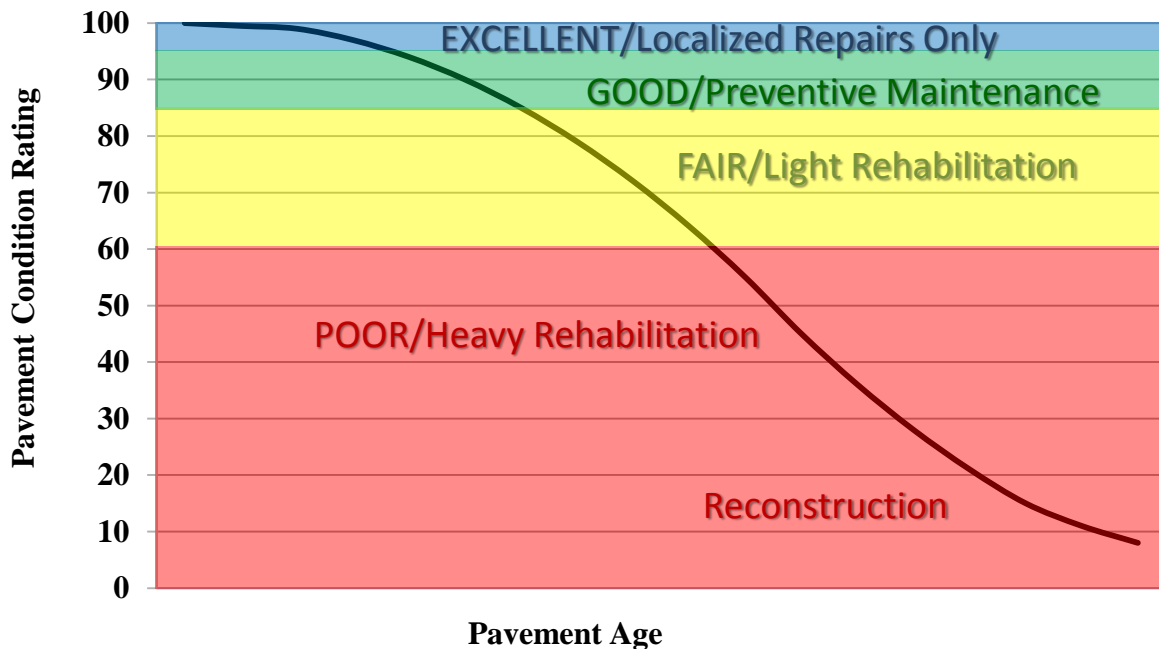 Pavement Condition Rating
100
90
80
70
60
50
40
30
20
10
0
EXCELLENT/Localized Repairs Only
GOOD/Preventive Maintenance
FAIR/Light Rehabilitation
POOR/Heavy Rehabilitation
Reconstruction
Pavement Age